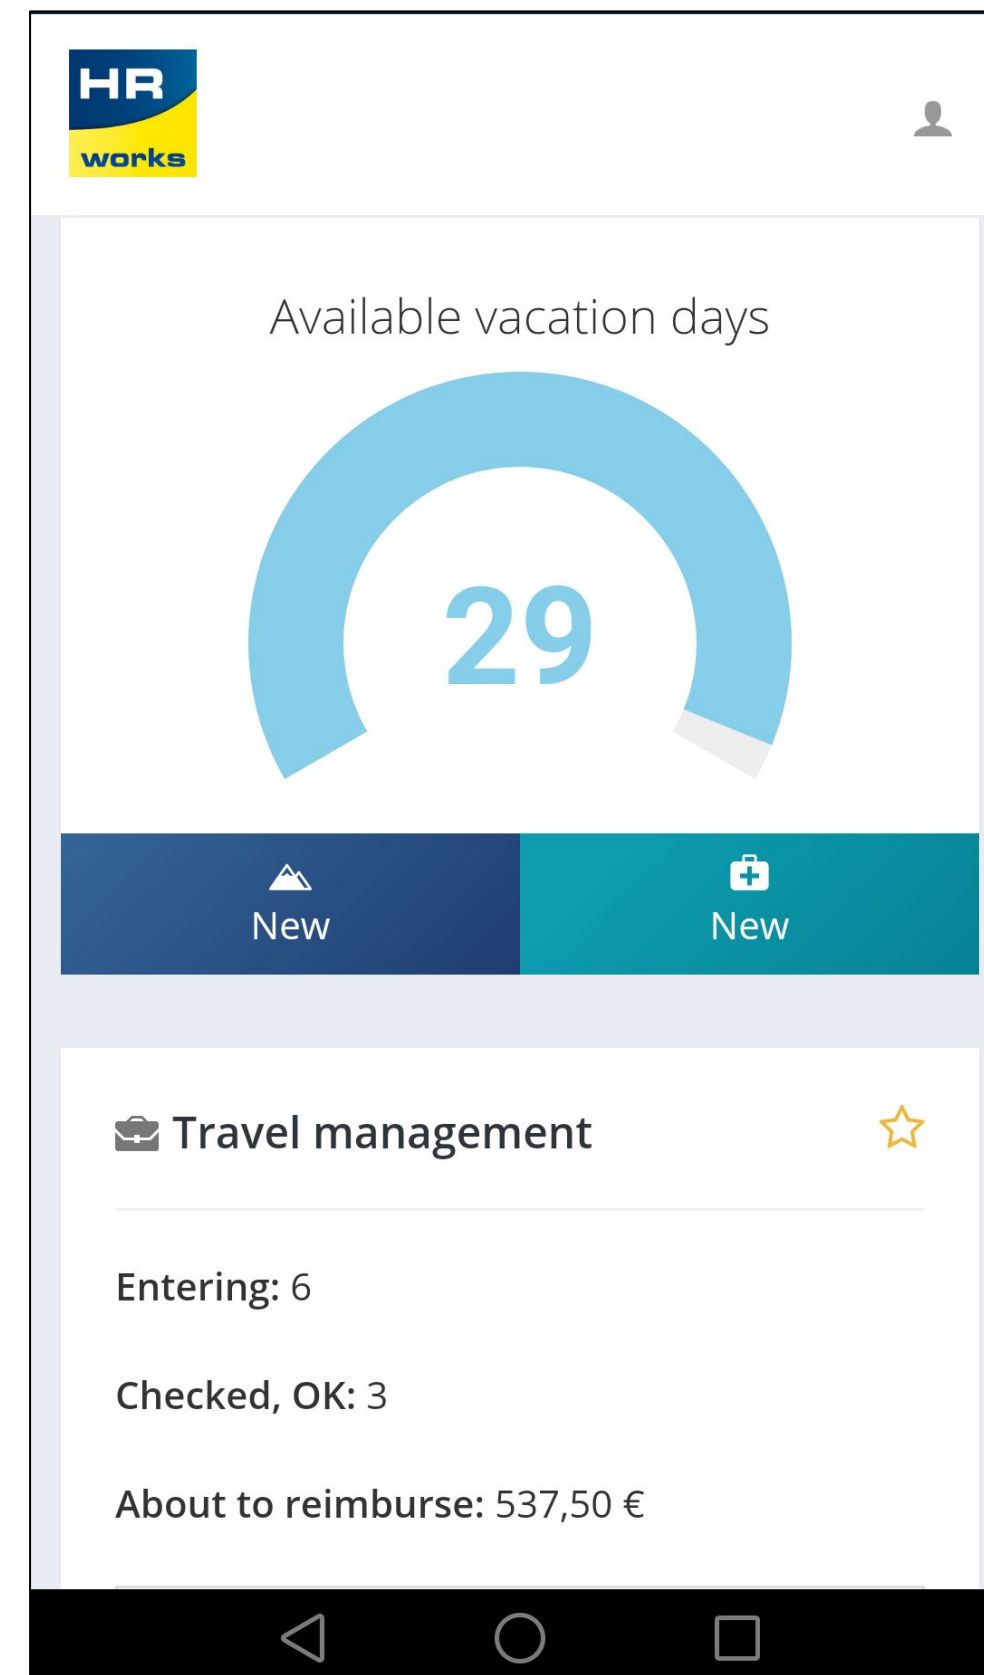 HR
works
Available vacation days
29
New
New
Travel management
Entering: 6
Checked, OK: 3
About to reimburse: 537,50 €